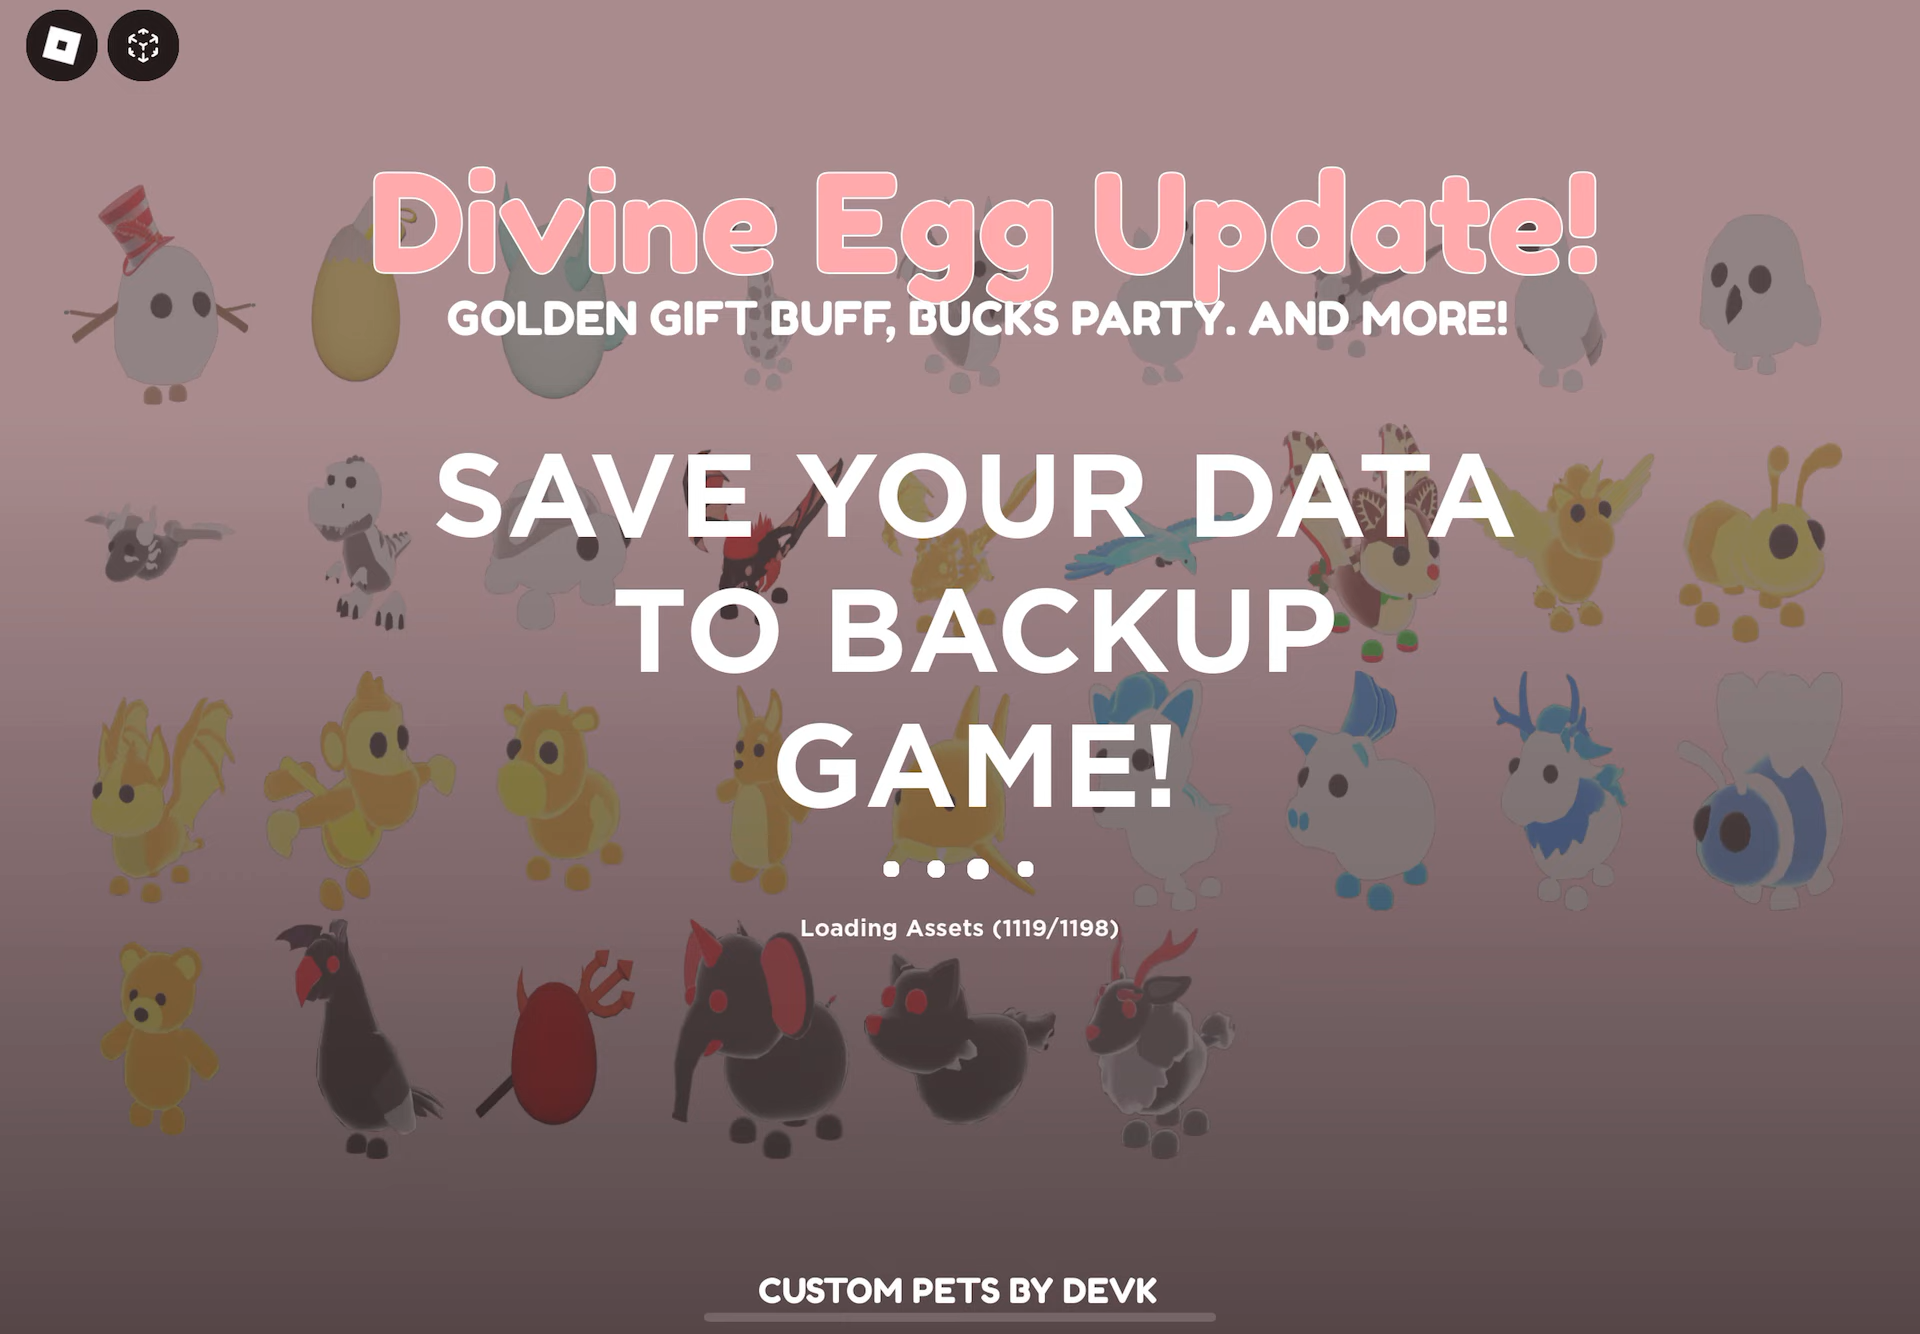 Divine Egg Update!
GOLDEN GIFT BUFF, BUCKS PARTY. AND MORE!
SAVE YOUR DATA
TO BACKUP
GAME!
Loading Assets (1119/1198)
CUSTOM PETS BY DEVK